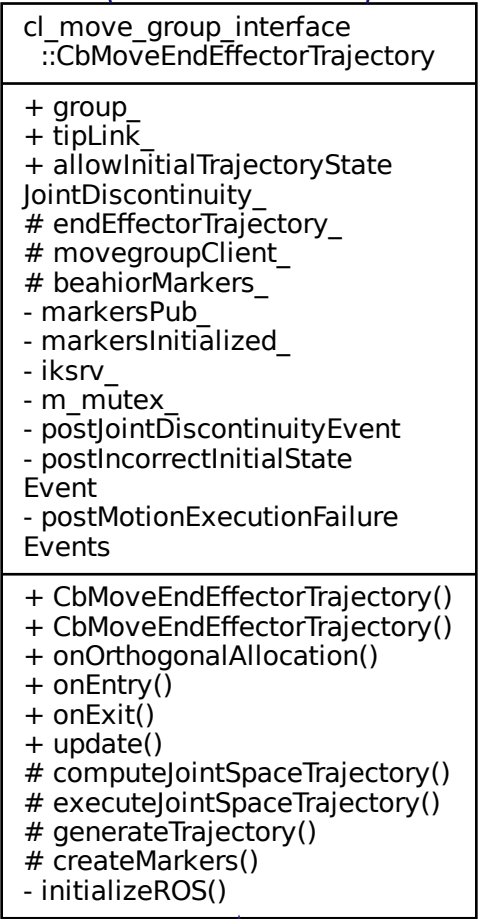 cl_move_group_interface
::CbMoveEndEffectorTrajectory
+ group_
+ tipLink_
+ allowInitialTrajectoryState
JointDiscontinuity_
# endEffectorTrajectory_
# movegroupClient_
# beahiorMarkers_
- markersPub_
- markersInitialized_
- iksrv_
- m_mutex_
- postJointDiscontinuityEvent
- postIncorrectInitialState
Event
- postMotionExecutionFailure
Events
+ CbMoveEndEffectorTrajectory()
+ CbMoveEndEffectorTrajectory()
+ onOrthogonalAllocation()
+ onEntry()
+ onExit()
+ update()
# computeJointSpaceTrajectory()
# executeJointSpaceTrajectory()
# generateTrajectory()
# createMarkers()
- initializeROS()